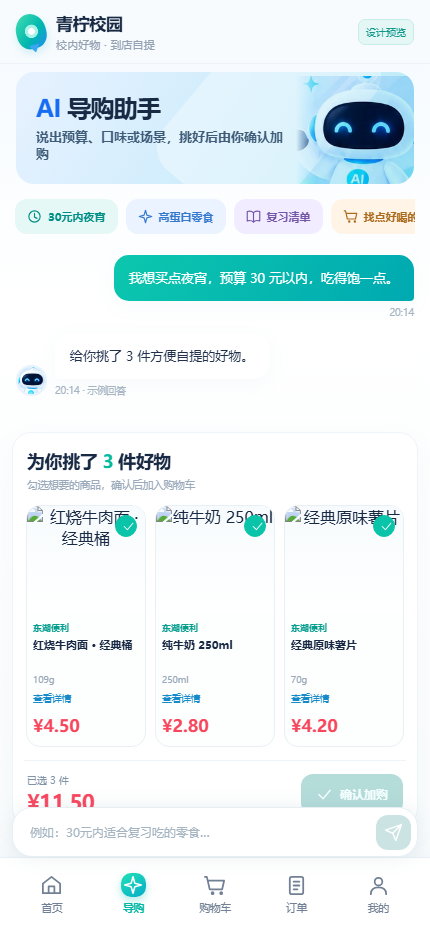 青柠校园
校内好物 · 到店自提
设计预览
AI 导购助手
说出预算、口味或场景，挑好后由你确认加
购
AI
30元内夜宵
高蛋白零食
复习清单
找点好喝的
我想买点夜宵，预算 30 元以内，吃得饱一点。
20:14
给你挑了 3 件方便自提的好物。
20:14 · 示例回答
为你挑了 3 件好物
勾选想要的商品，确认后加入购物车
红烧牛肉面 ·
经典桶
纯牛奶 250ml
经典原味薯片
东湖便利
红烧牛肉面 · 经典桶
109g
查看详情
¥4.50
东湖便利
纯牛奶 250ml
250ml
查看详情
¥2.80
东湖便利
经典原味薯片
70g
查看详情
¥4.20
已选 3 件
¥11.50
确认加购
例如：30元内适合复习吃的零食...
首页
导购
购物车
订单
我的